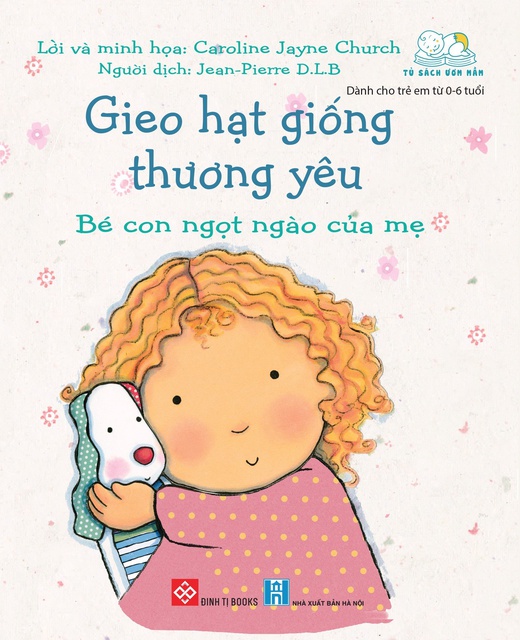 Lời và minh họa: Caroline Jayne Church
Người dịch: Jean-Pierre D.L.B
TỦ SÁCH ƯƠM MẦM
Dành cho trẻ em từ 0-6 tuổi
Gieo hạt giống
thương yêu
Bé con ngọt ngào của mẹ
ĐINH TỊ BOOKS
NHÀ XUẤT BẢN HÀ NỘI